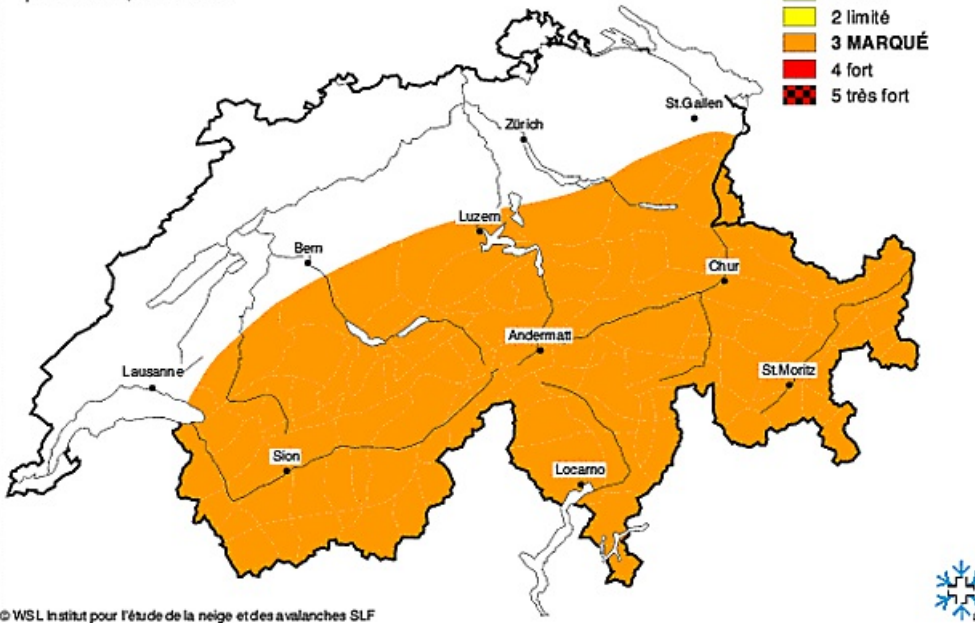 2 limité
3 MARQUÉ
4 fort
5 très fort
St.Gallen
Zürich
Luzern
Bern
Chur
Andermatt
Lausanne
St.Moritz
Sion
Locarno
© WSL Institut pour l'étude de la neige et des avalanches SLF